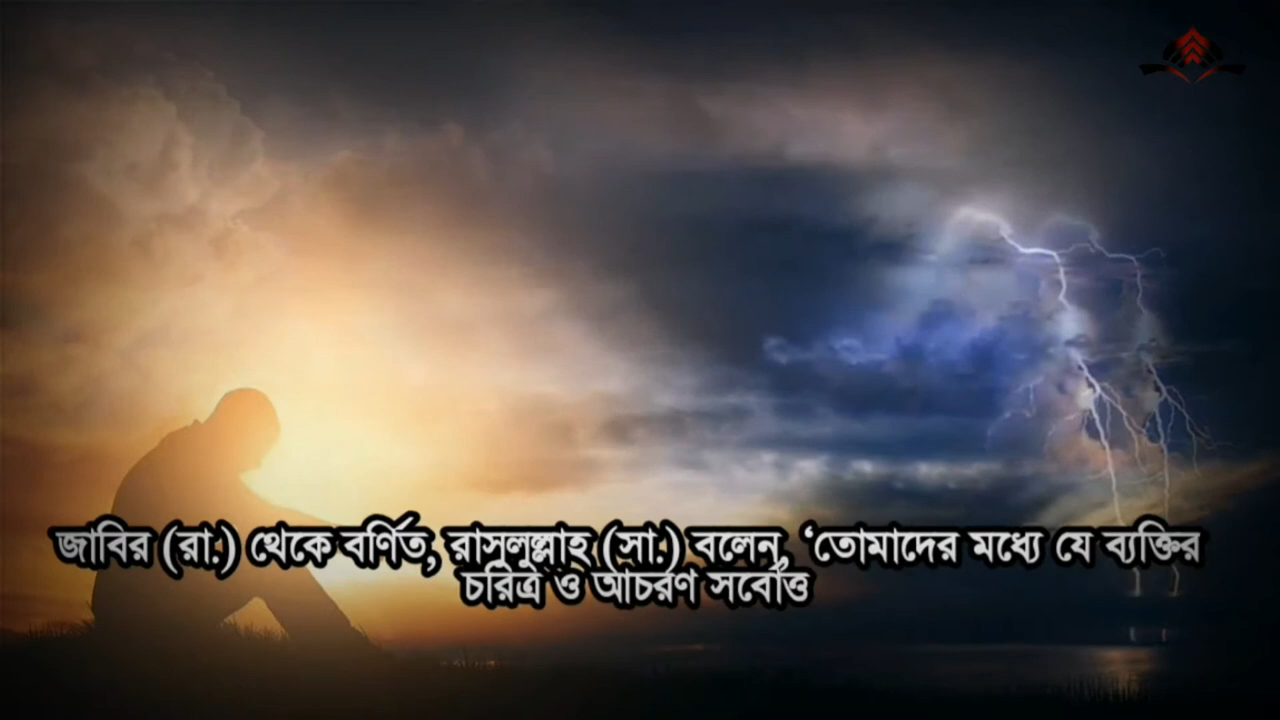 জাবির (রা.) থেকে বর্ণিত, রাসুলুল্লাহ (সা.) বলেন, ‘তোমাদের মধ্যে যে ব্যক্তির
চরিত্র ও আচরণ সর্বোত্ত